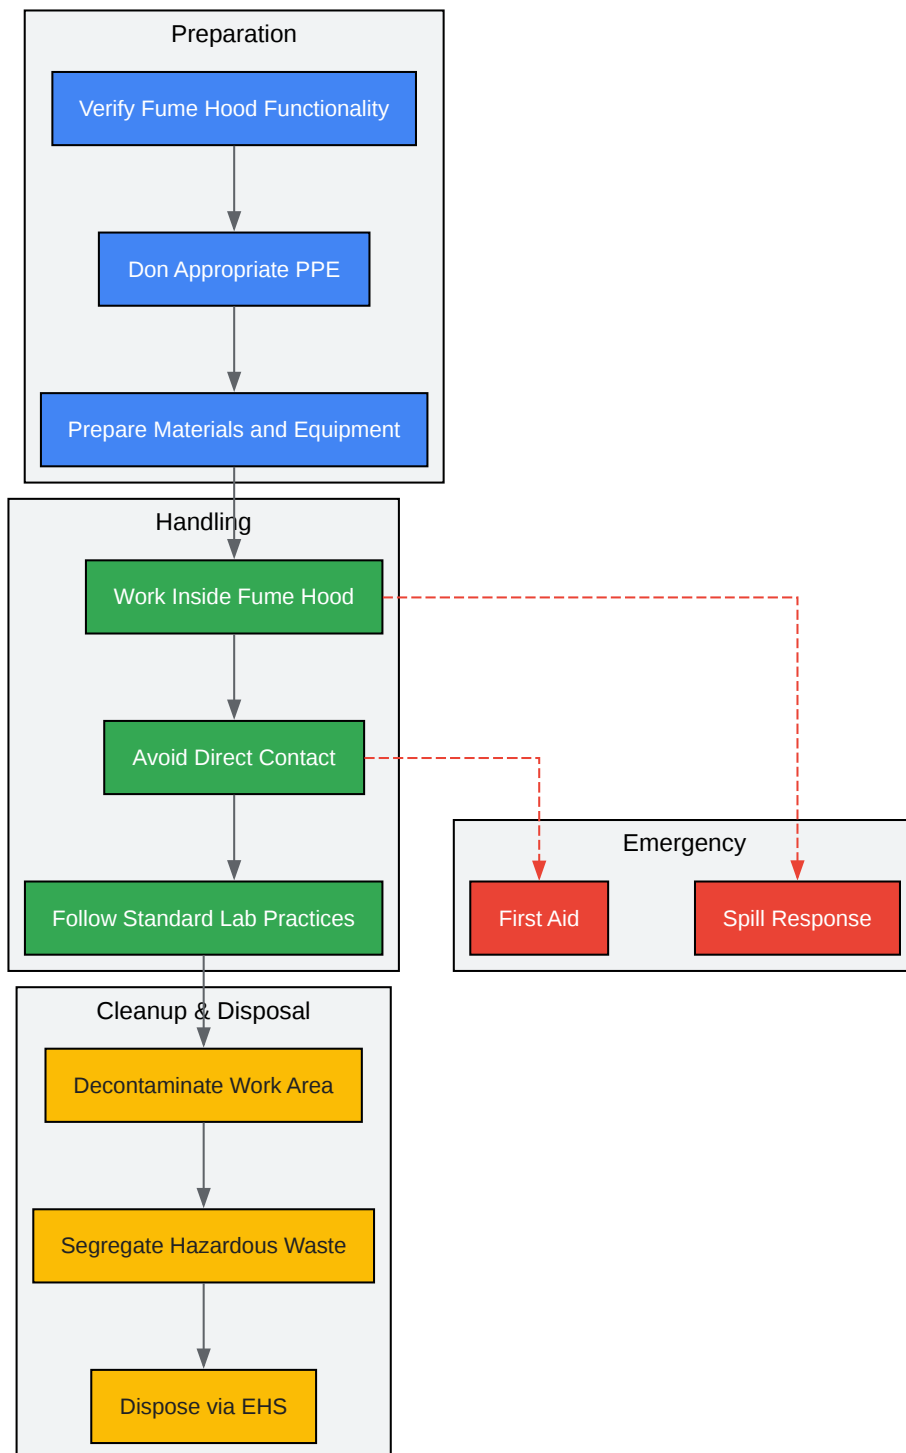 Preparation
Verify Fume Hood Functionality
Don Appropriate PPE
Prepare Materials and Equipment
Handling
Work Inside Fume Hood
Avoid Direct Contact
Follow Standard Lab Practices
Emergency
First Aid
Spill Response
Cleanup & Disposal
Decontaminate Work Area
Segregate Hazardous Waste
Dispose via EHS